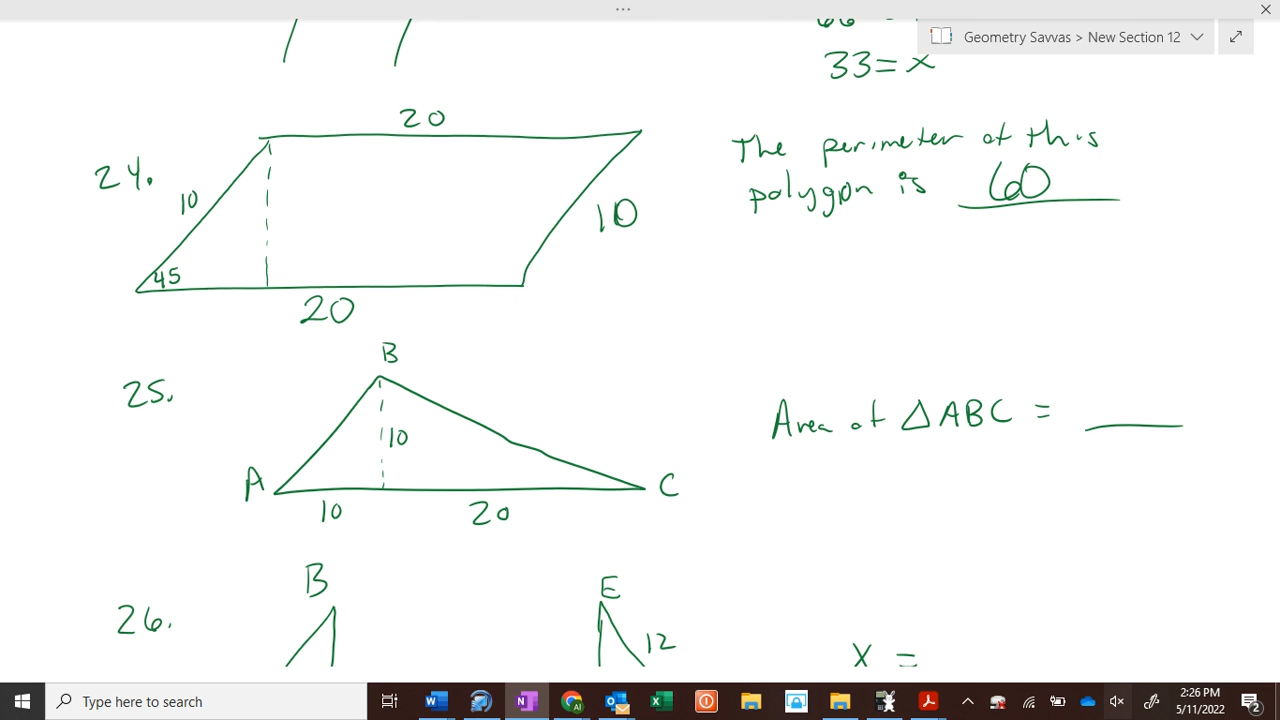 Geometry Savvas > New Section 12
33 = x
20
24.
10
45
10
20
The perimeter of this
polygon is 60
25.
B
10
A
C
10
20
Area of △ABC =
26.
B
E
12
x =
Type here to search
2:26 PM
5/11/2022
2